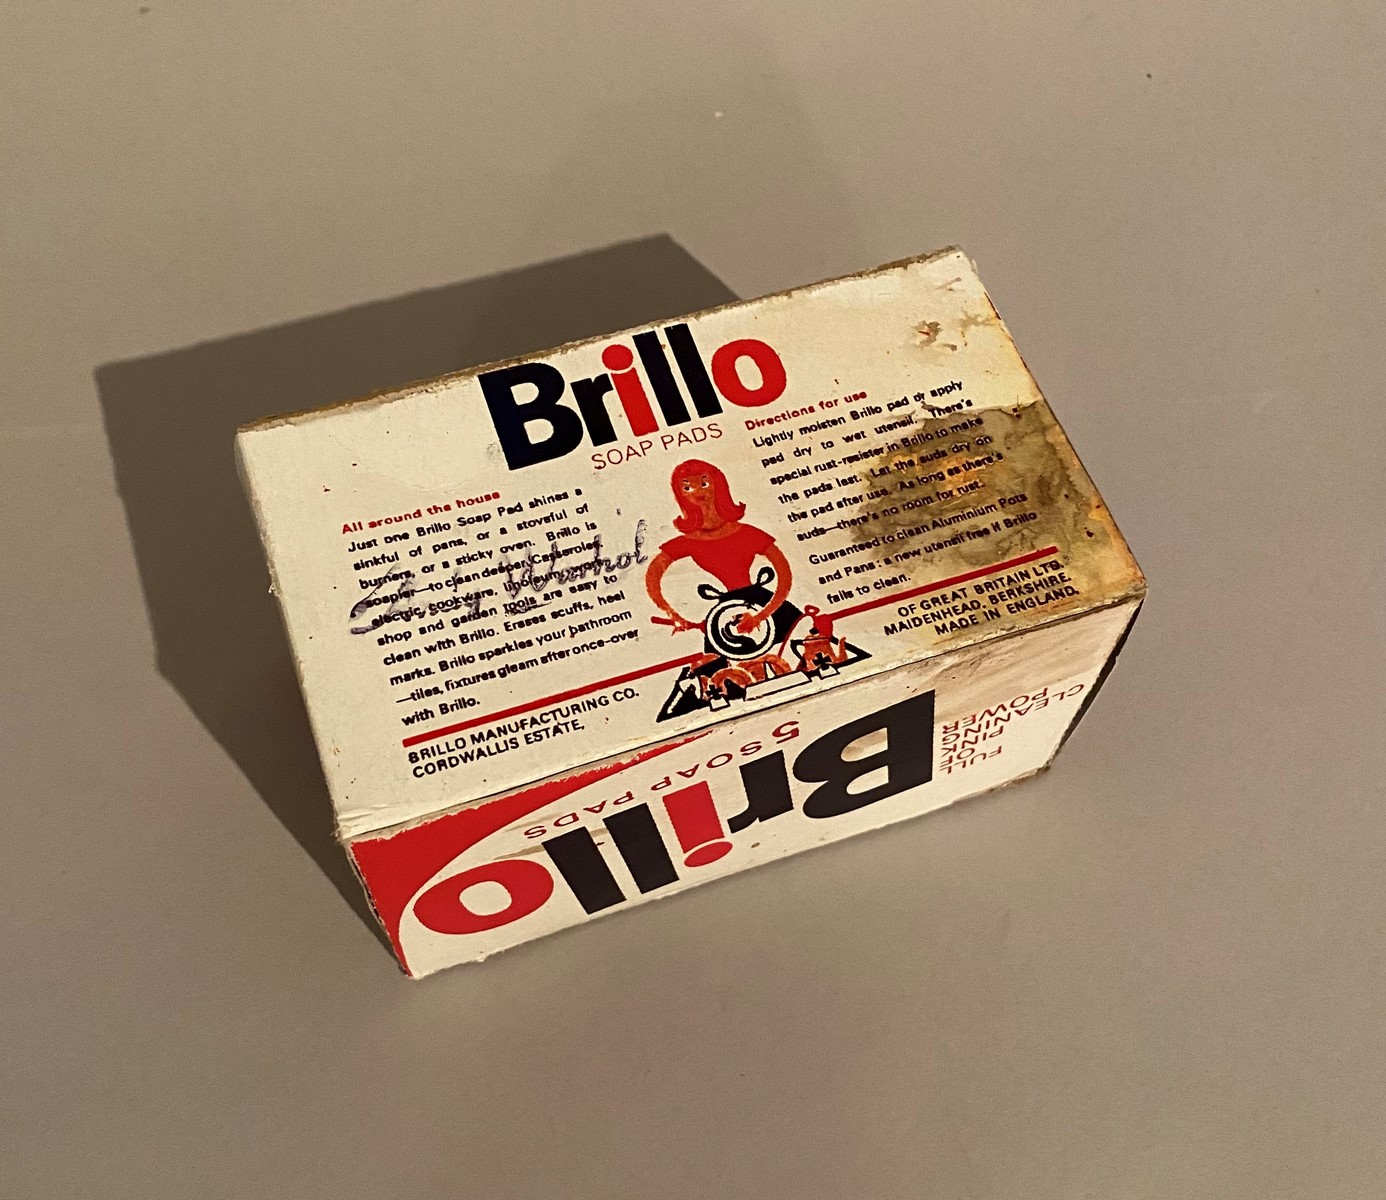 Brillo
SOAP PADS
All around the house
Just one Brillo Soap Pad shines a
sinkful of pans, or a stoveful of
burners, or a sticky oven. Brillo is
soapier—to clean deeper. Casseroles,
electric cookware, linoleum, work-
shop and garden tools are easy to
clean with Brillo. Erases scuffs, heel
marks. Brillo sparkles your bathroom
—tiles, fixtures gleam after once-over
with Brillo.
Andy Warhol
BRILLO MANUFACTURING CO.
CORDWALLIS ESTATE,
Directions for use
Lightly moisten Brillo pad or apply
pad dry to wet utensil. There's
special rust-resister in Brillo to make
the pads last. Let the suds dry on
the pad after use. As long as there's
suds—there's no room for rust.
Guaranteed to clean Aluminium Pots
and Pans: a new utensil free if Brillo
fails to clean.
OF GREAT BRITAIN LTD.
MAIDENHEAD, BERKSHIRE.
MADE IN ENGLAND.
Brillo
5 SOAP PADS
FULL
CLEANING
POWER